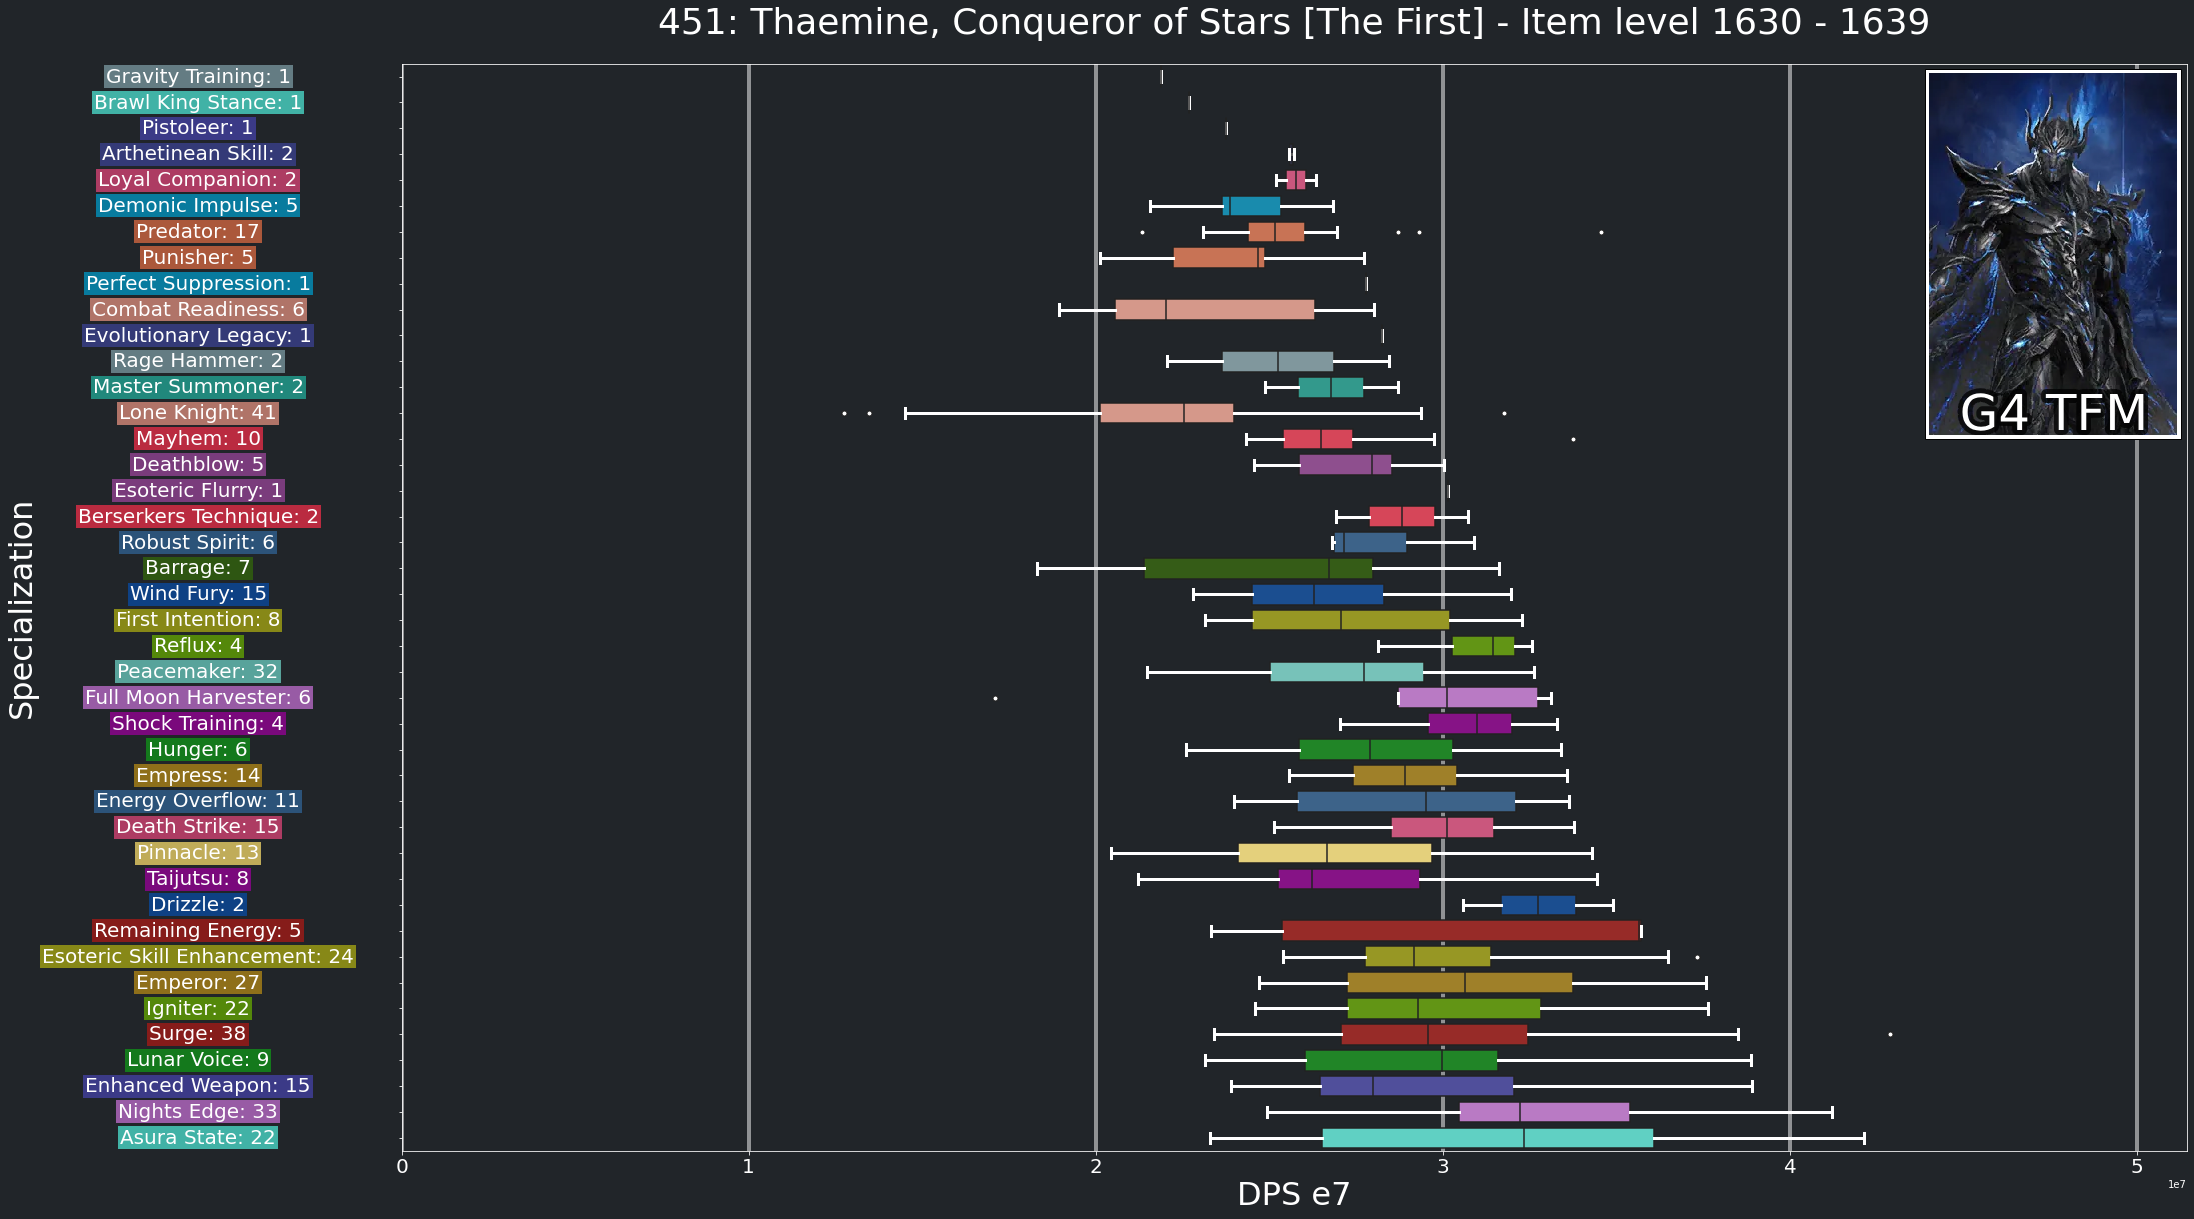 451: Thaemine, Conqueror of Stars [The First] - Item level 1630 - 1639
Gravity Training: 1
Brawl King Stance: 1
Pistoleer: 1
Arthetinean Skill: 2
Loyal Companion: 2
Demonic Impulse: 5
Predator: 17
Punisher: 5
Perfect Suppression: 1
Combat Readiness: 6
Evolutionary Legacy: 1
Rage Hammer: 2
Master Summoner: 2
Lone Knight: 41
Mayhem: 10
Deathblow: 5
Esoteric Flurry: 1
Berserkers Technique: 2
Robust Spirit: 6
Barrage: 7
Wind Fury: 15
First Intention: 8
Reflux: 4
Peacemaker: 32
Full Moon Harvester: 6
Shock Training: 4
Hunger: 6
Empress: 14
Energy Overflow: 11
Death Strike: 15
Pinnacle: 13
Taijutsu: 8
Drizzle: 2
Remaining Energy: 5
Esoteric Skill Enhancement: 24
Emperor: 27
Igniter: 22
Surge: 38
Lunar Voice: 9
Enhanced Weapon: 15
Nights Edge: 33
Asura State: 22
Specialization
G4 TFM
0 1 2 3 4 5
1e7
DPS e7